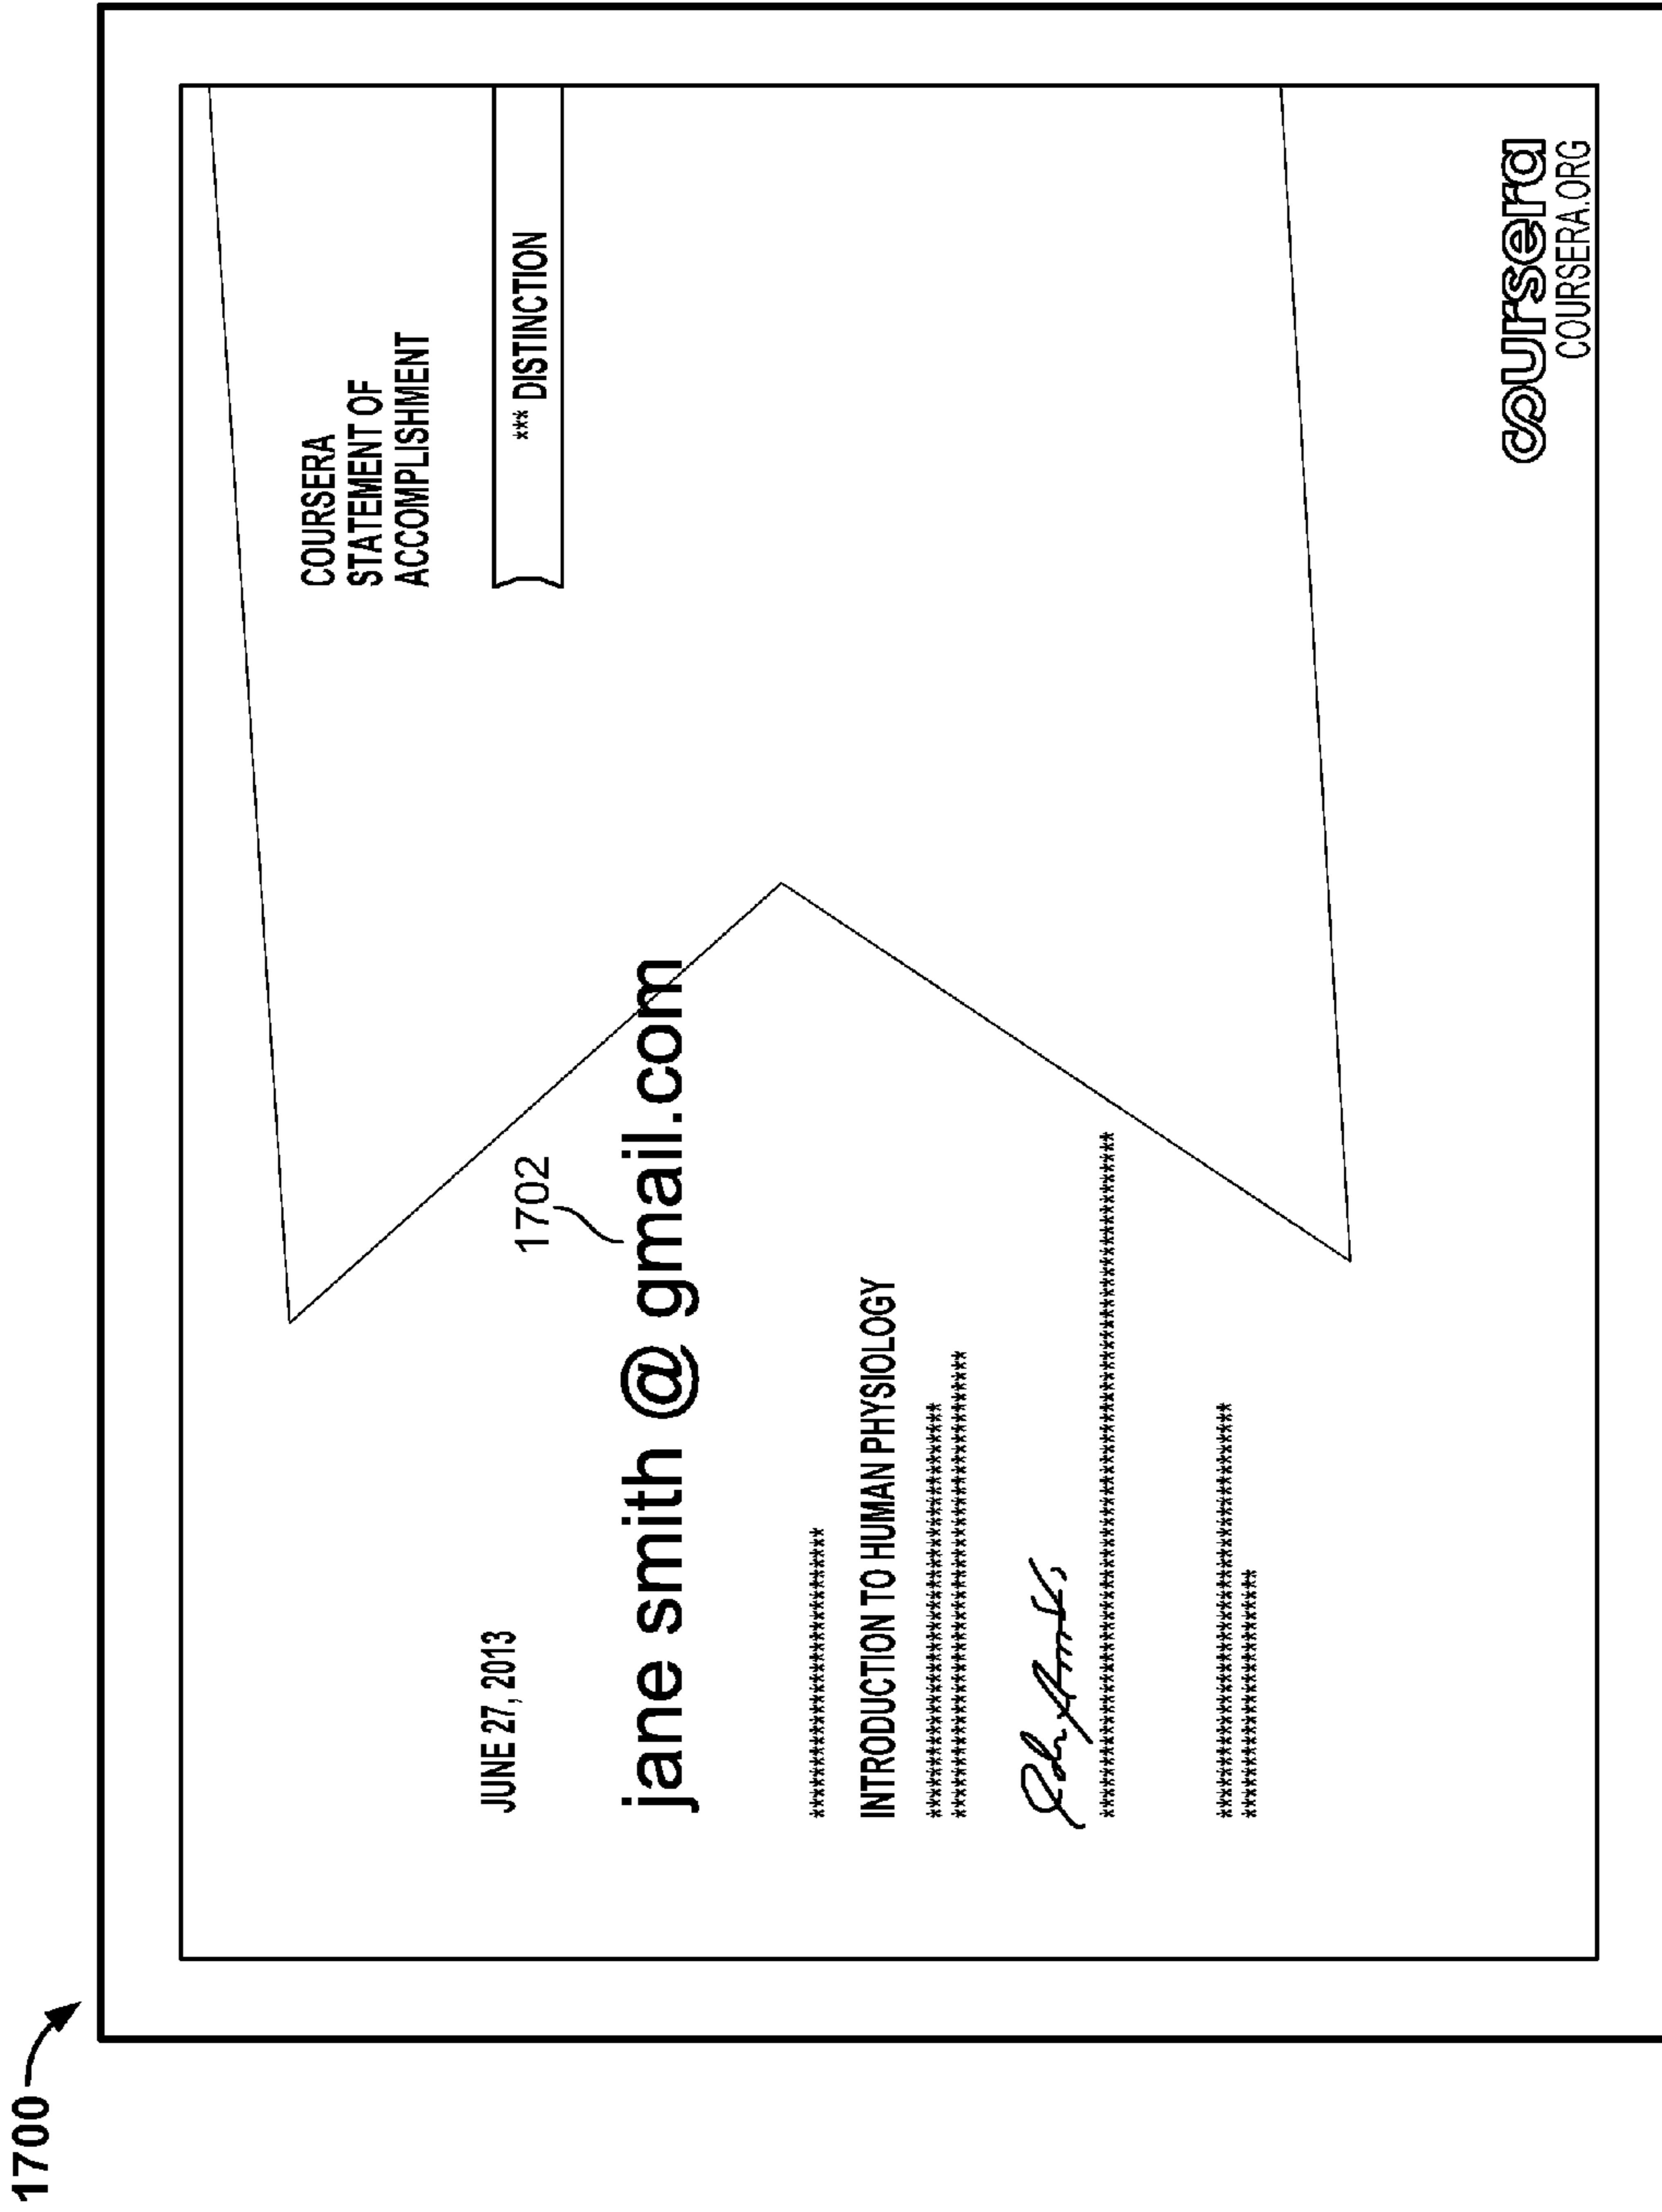 1700
COURSERA
STATEMENT OF
ACCOMPLISHMENT
*** DISTINCTION
JUNE 27, 2013
1702
jane smith @ gmail.com
****************************
INTRODUCTION TO HUMAN PHYSIOLOGY
****************************************
*********************************************
******************************************************************
****************************************
************************
coursera
COURSERA.ORG